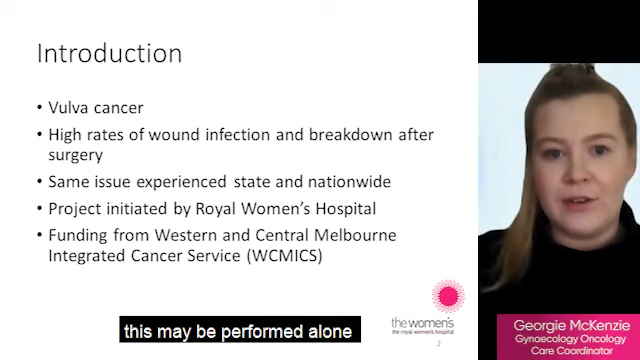 Introduction
• Vulva cancer
• High rates of wound infection and breakdown after
surgery
• Same issue experienced state and nationwide
• Project initiated by Royal Women's Hospital
• Funding from Western and Central Melbourne
Integrated Cancer Service (WCMICS)
the women's
the royal women's hospital
2
this may be performed alone
Georgie McKenzie
Gynaecology Oncology
Care Coordinator